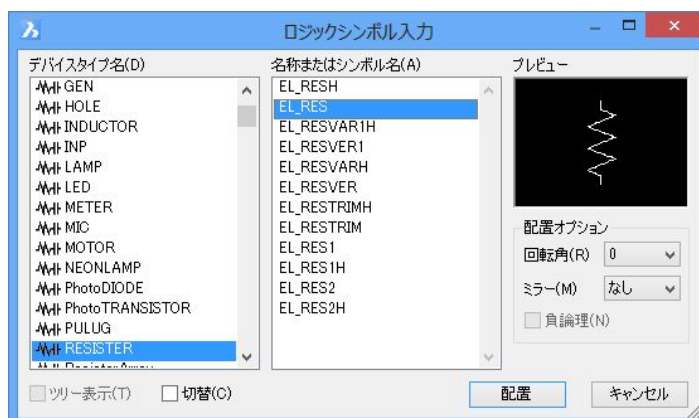 ロジックシンボル入力
デバイスタイプ名(D)
GEN
HOLE
INDUCTOR
INP
LAMP
LED
METER
MIC
MOTOR
NEONLAMP
PhotoDIODE
PhotoTRANSISTOR
PULUG
RESISTER
名称またはシンボル名(A)
EL_RESH
EL_RES
EL_RESVAR1H
EL_RESVER1
EL_RESVARH
EL_RESVER
EL_RESTRIMH
EL_RESTRIM
EL_RES1
EL_RES1H
EL_RES2
EL_RES2H
プレビュー
配置オプション
回転角(R) 0
ミラー(M) なし
負論理(N)
ツリー表示(T) 切替(C)
配置 キャンセル